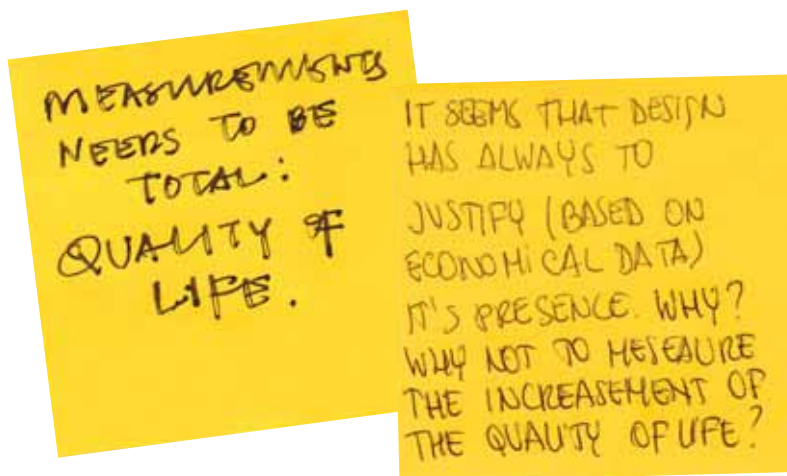 MEASUREMENTS
NEEDS TO BE
TOTAL:
QUALITY OF
LIFE.
IT SEEMS THAT DESIGN
HAS ALWAYS TO
JUSTIFY (BASED ON
ECONOMICAL DATA)
IT'S PRESENCE. WHY?
WHY NOT TO MESEAURE
THE INCREASEMENT OF
THE QUALITY OF LIFE?